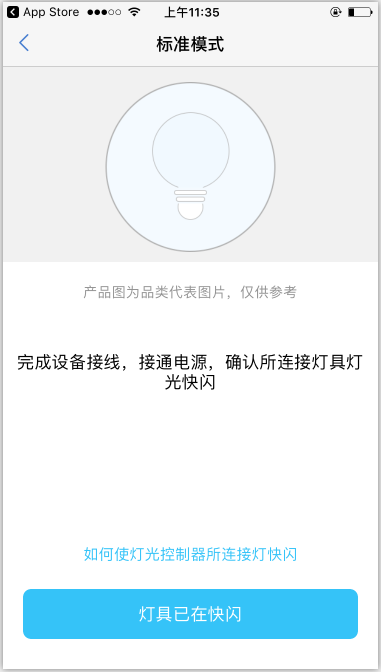 App Store 上午11:35
标准模式
产品图为品类代表图片，仅供参考
完成设备接线，接通电源，确认所连接灯具灯
光快闪
如何使灯光控制器所连接灯快闪
灯具已在快闪